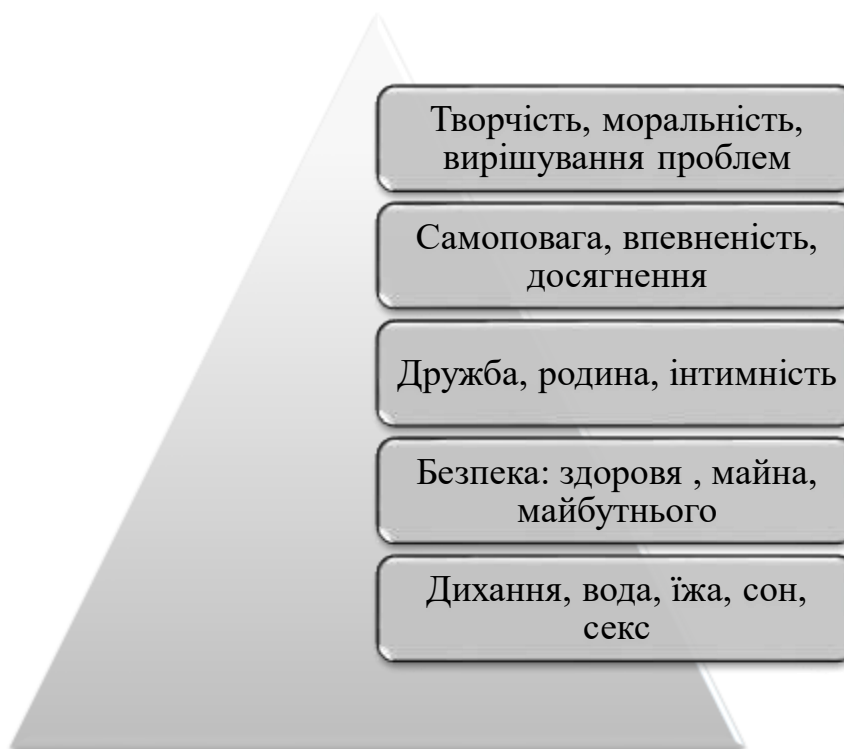 Творчість, моральність,
вирішування проблем
Самоповага, впевненість,
досягнення
Дружба, родина, інтимність
Безпека: здоровя , майна,
майбутнього
Дихання, вода, їжа, сон,
секс